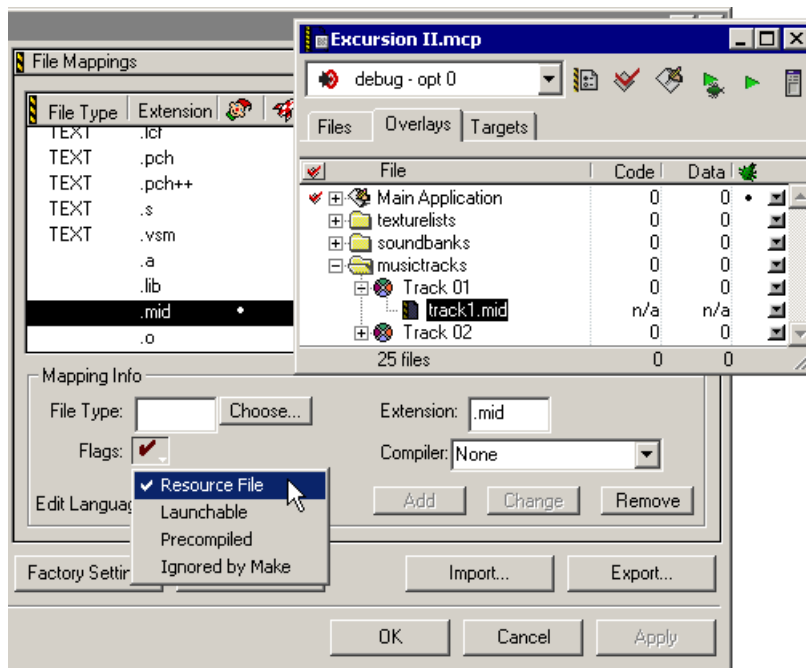 Excursion II.mcp
File Mappings
debug - opt 0
File Type Extension
Files Overlays Targets
TEXT .lcf
TEXT .pch
TEXT .pch++
TEXT .s
TEXT .vsm
.a
.lib
.mid
.o
File Code Data
Main Application 0 0
texturelists 0 0
soundbanks 0 0
musictracks 0 0
Track 01 0 0
track1.mid n/a n/a
Track 02 0 0
25 files 0 0
Mapping Info
File Type: Choose... Extension: .mid
Flags: Compiler: None
Resource File
Launchable
Precompiled
Ignored by Make
Add Change Remove
Import... Export...
OK Cancel Apply